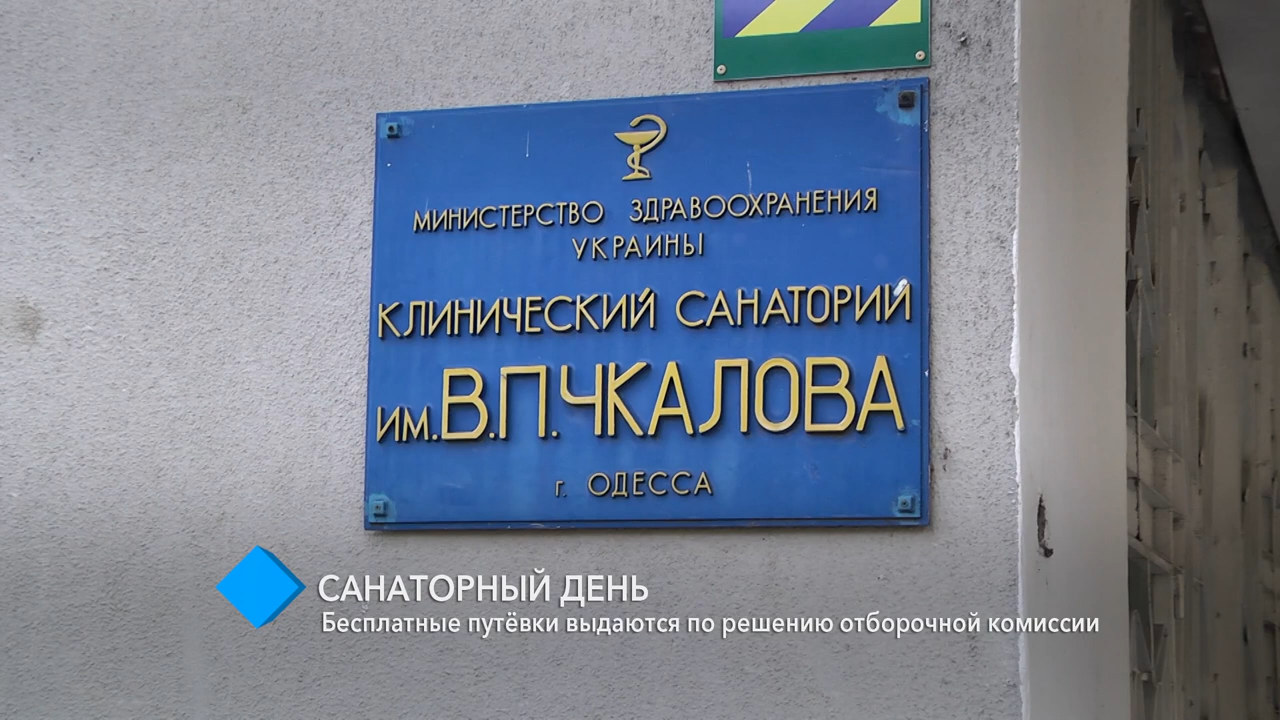 МИНИСТЕРСТВО ЗДРАВООХРАНЕНИЯ
УКРАИНЫ
КЛИНИЧЕСКИЙ САНАТОРИЙ
ИМ. В.П. ЧКАЛОВА
г. ОДЕССА
САНАТОРНЫЙ ДЕНЬ
Бесплатные путёвки выдаются по решению отборочной комиссии